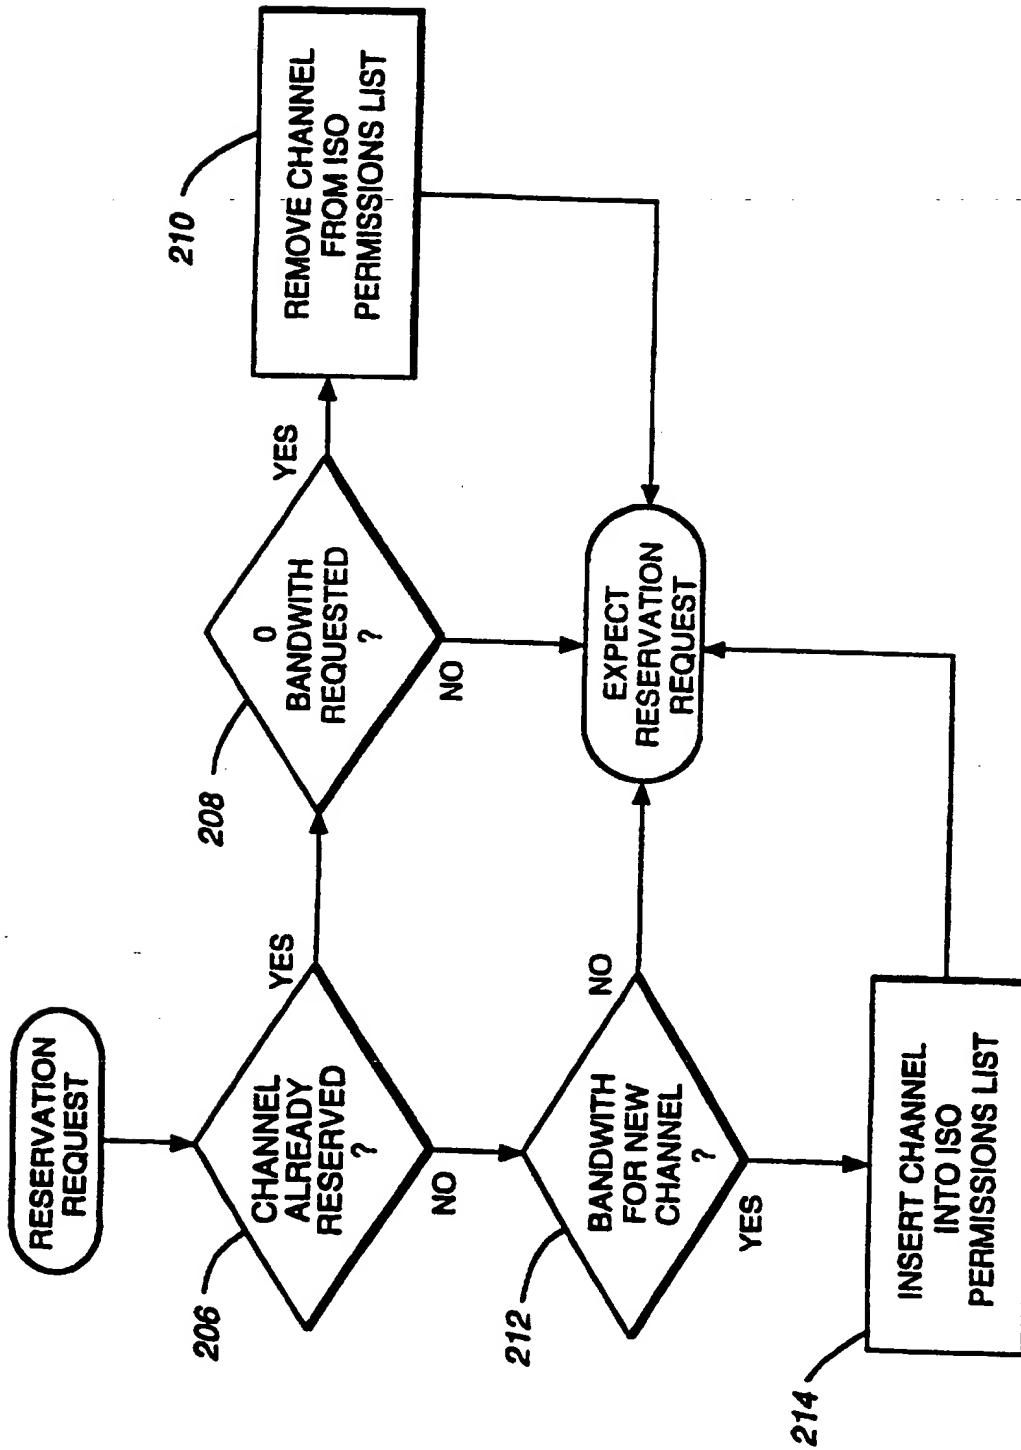 RESERVATION
REQUEST
206
CHANNEL
ALREADY
RESERVED
?
YES
NO
208
0
BANDWITH
REQUESTED
?
YES
NO
210
REMOVE CHANNEL
FROM ISO
PERMISSIONS LIST
212
BANDWITH
FOR NEW
CHANNEL
?
NO
YES
EXPECT
RESERVATION
REQUEST
214
INSERT CHANNEL
INTO ISO
PERMISSIONS LIST